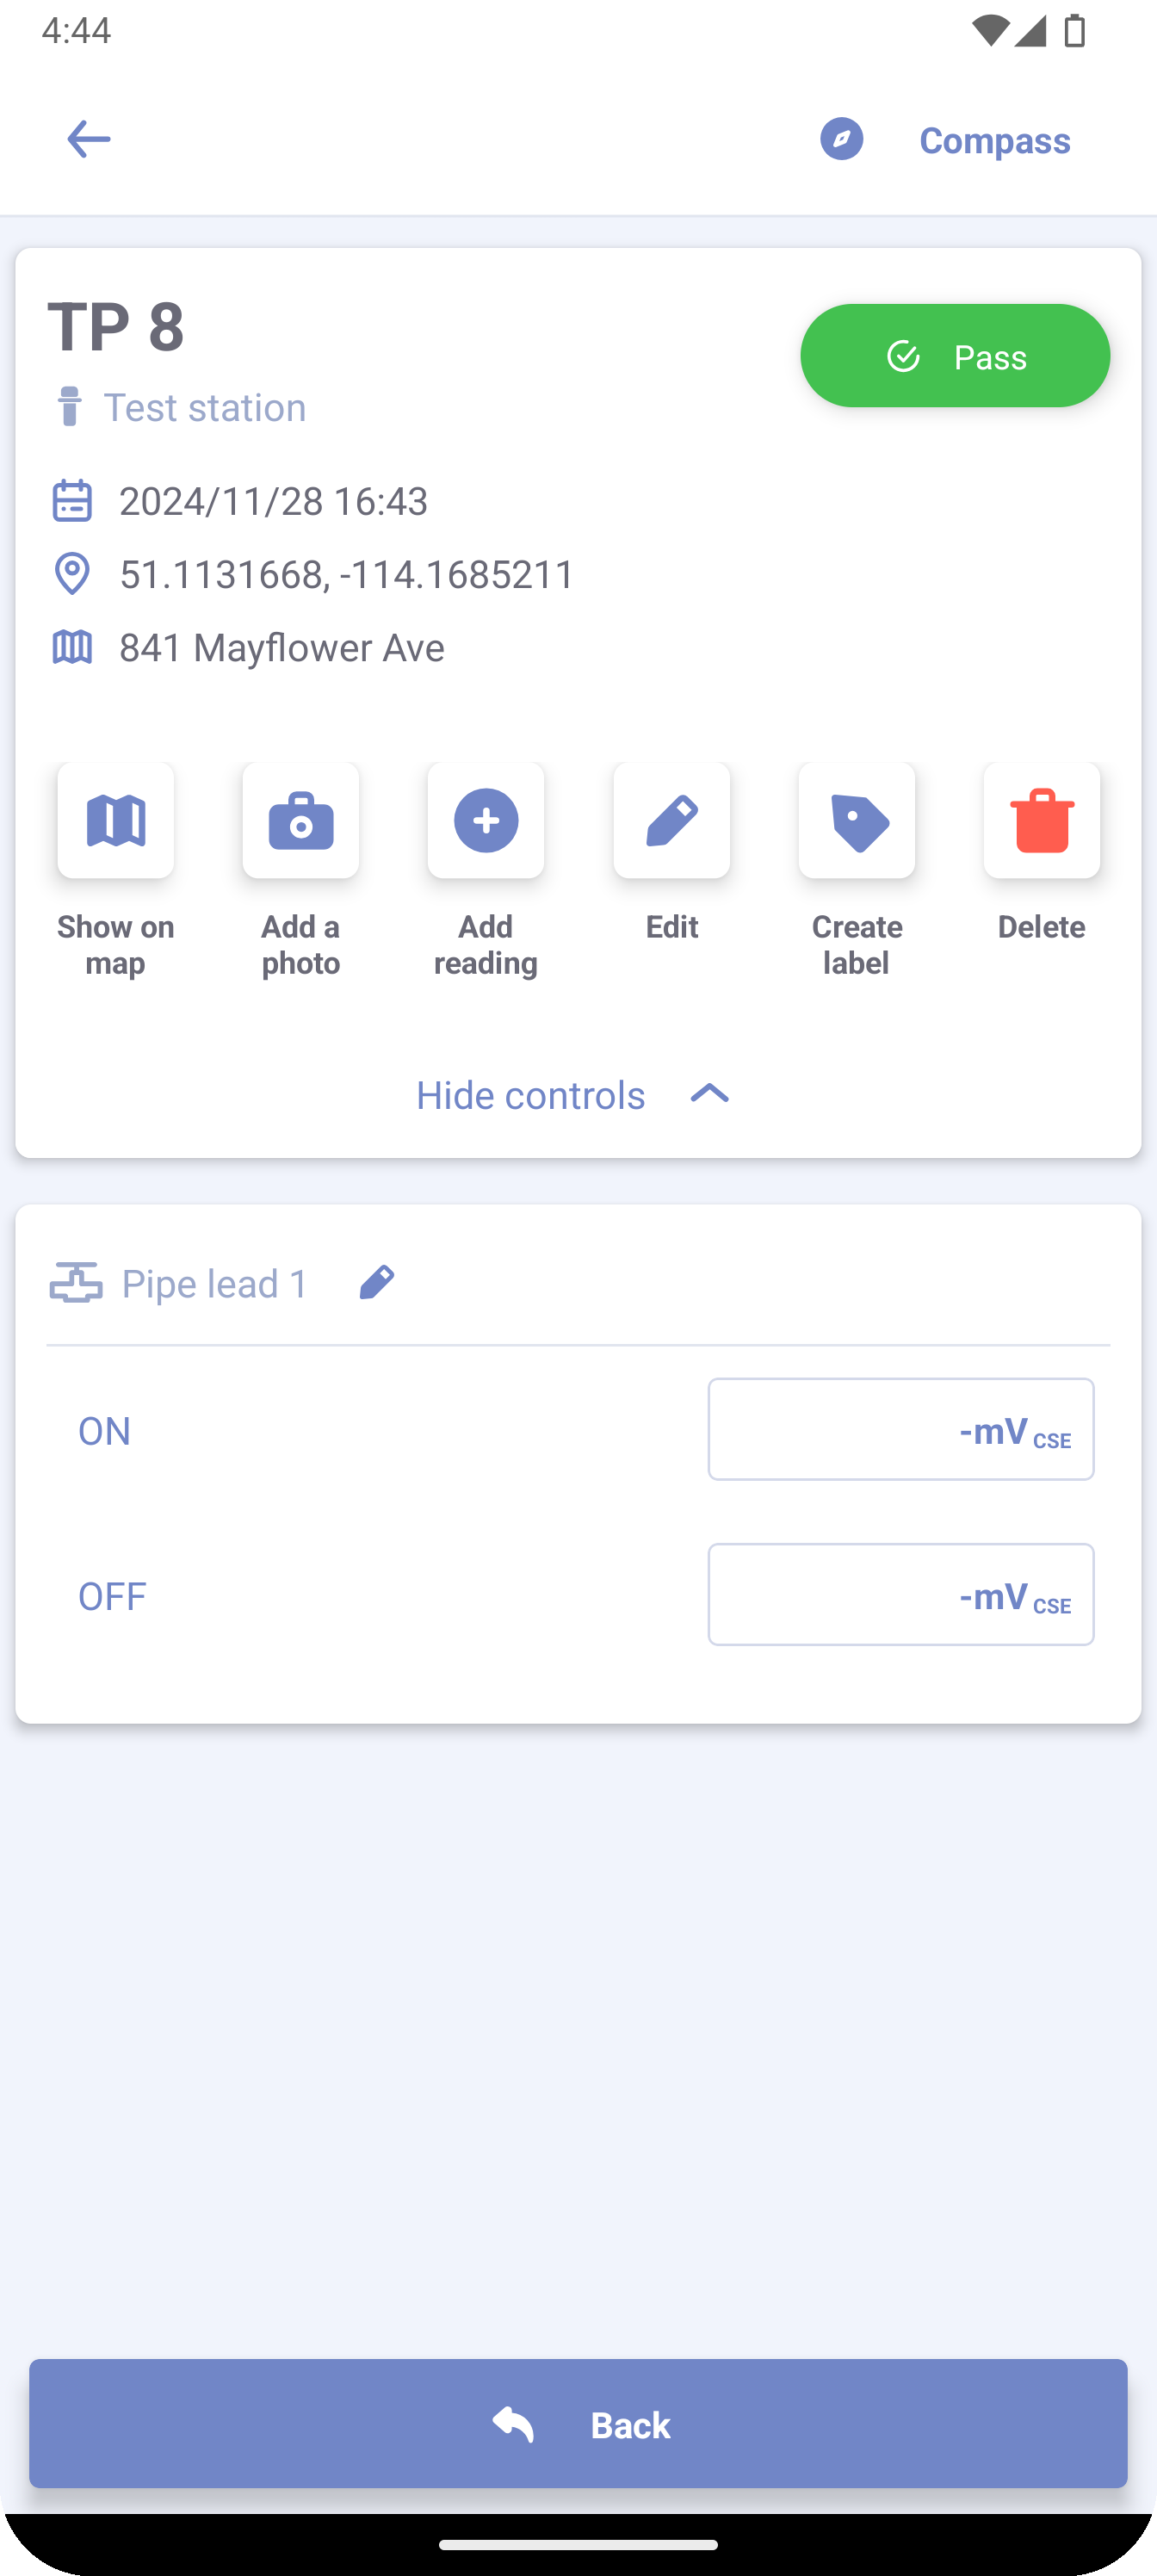 4:44
Compass
TP 8
Pass
Test station
2024/11/28 16:43
51.1131668, -114.1685211
841 Mayflower Ave
Show on map
Add a photo
Add reading
Edit
Create label
Delete
Hide controls
Pipe lead 1
ON
-mV CSE
OFF
-mV CSE
Back